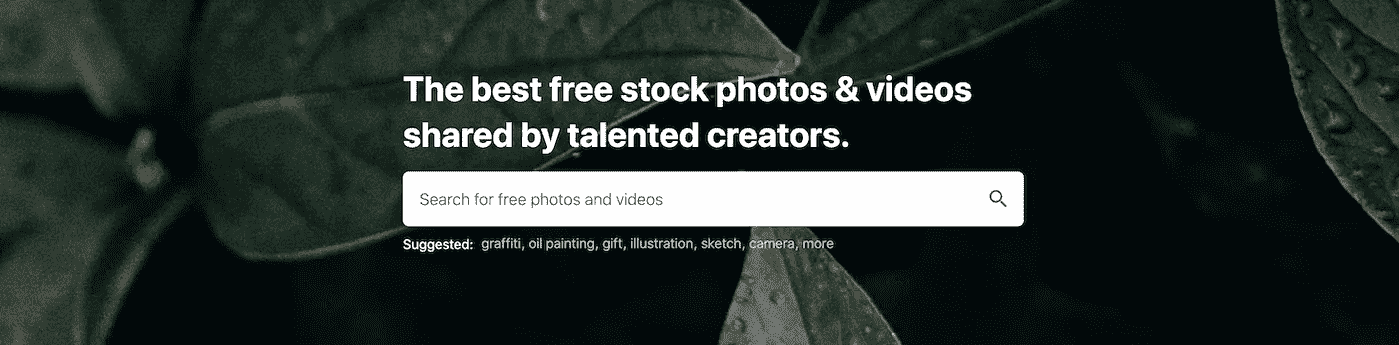 The best free stock photos & videos
shared by talented creators.
Search for free photos and videos
Suggested: graffiti, oil painting, gift, illustration, sketch, camera, more